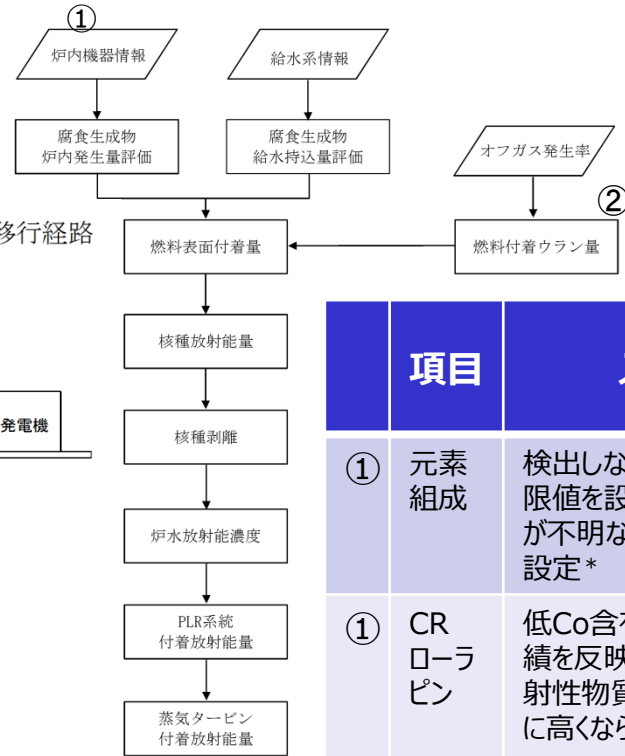 ①
炉内機器情報
給水系情報
腐食生成物
炉内発生量評価
腐食生成物
給水持込量評価
オフガス発生率
②
移行経路
燃料表面付着量
燃料付着ウラン量
核種放射能量
項目
発電機
核種剥離
① 元素
組成
検出しな
限値を設
が不明な
設定*
炉水放射能濃度
PLR系統
付着放射能量
① CR
ローラ
ピン
低Co含
績を反映
射性物質
に高くなら
蒸気タービン
付着放射能量